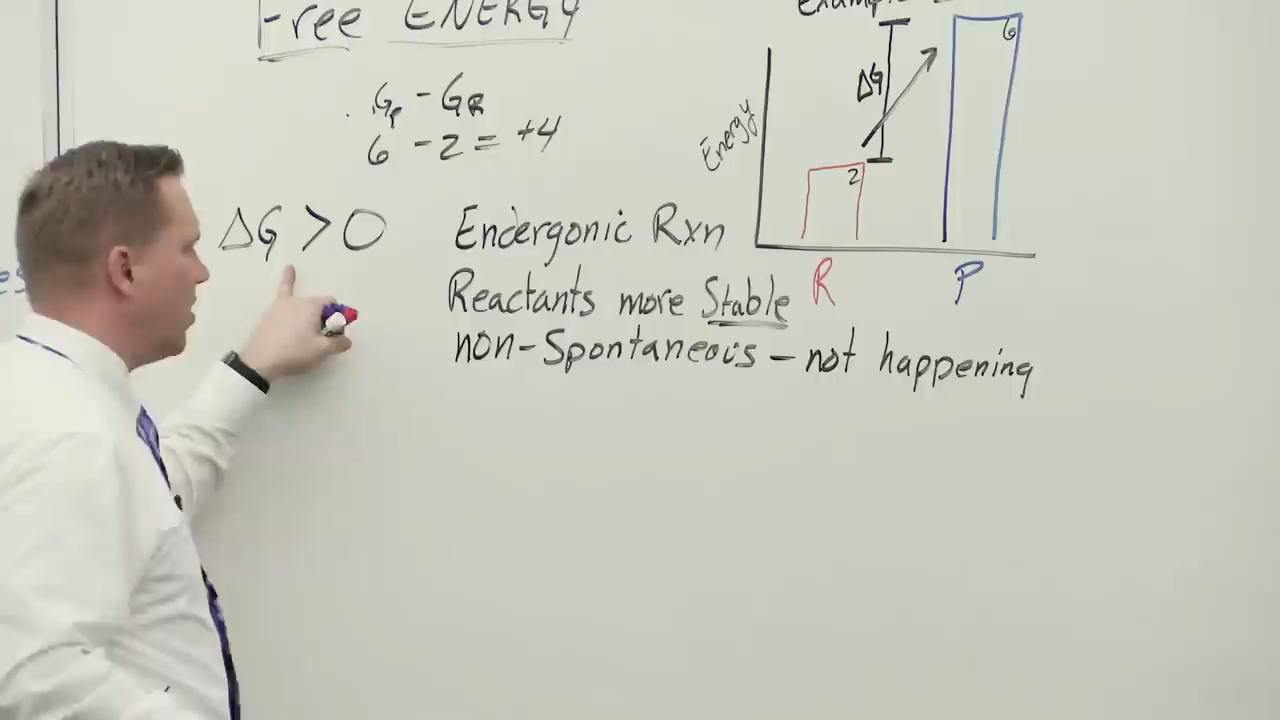 Free ENERGY
Example
Gp - GR
6 - 2 = +4
ΔG > 0
Endergonic Rxn
Reactants more Stable
non-Spontaneous - not happening
Energy
ΔG
2
6
R
P